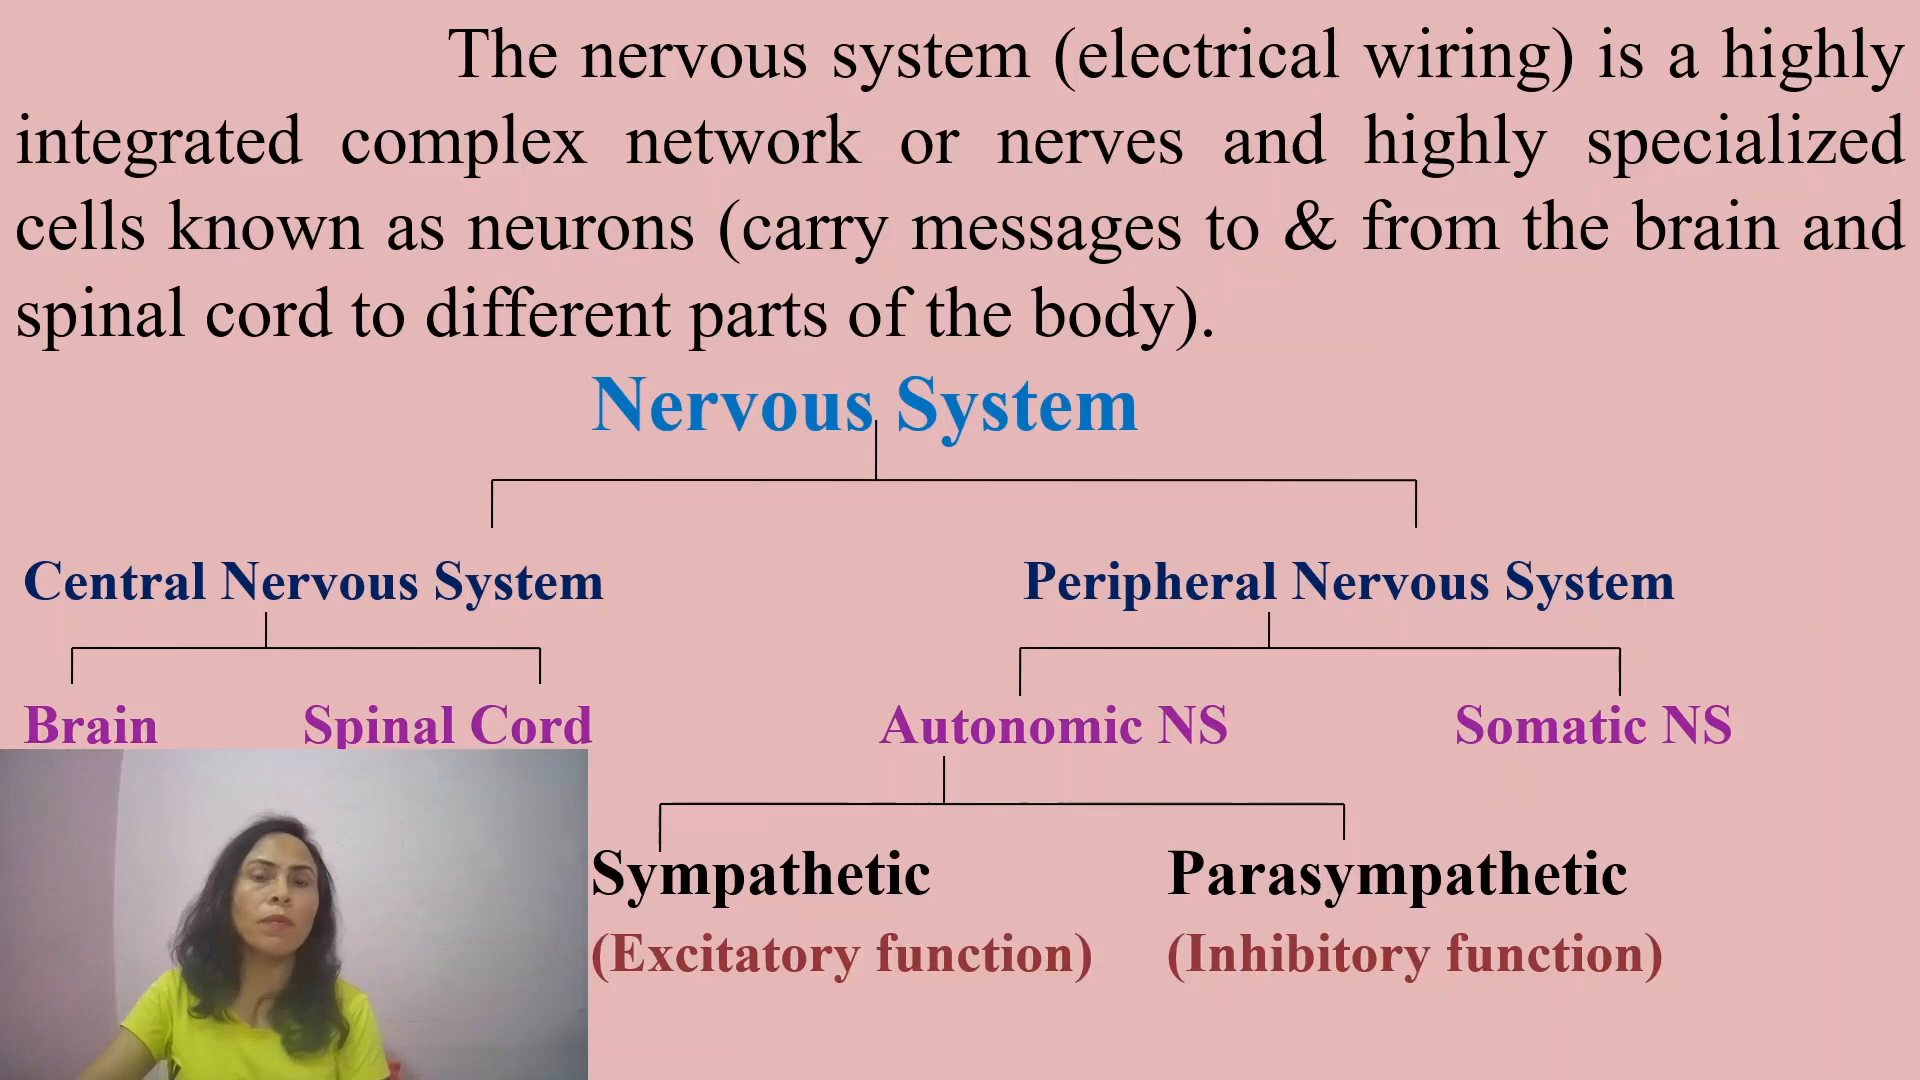 The nervous system (electrical wiring) is a highly
integrated complex network or nerves and highly specialized
cells known as neurons (carry messages to & from the brain and
spinal cord to different parts of the body).
Nervous System
Central Nervous System Peripheral Nervous System
Brain Spinal Cord Autonomic NS Somatic NS
Sympathetic Parasympathetic
(Excitatory function) (Inhibitory function)